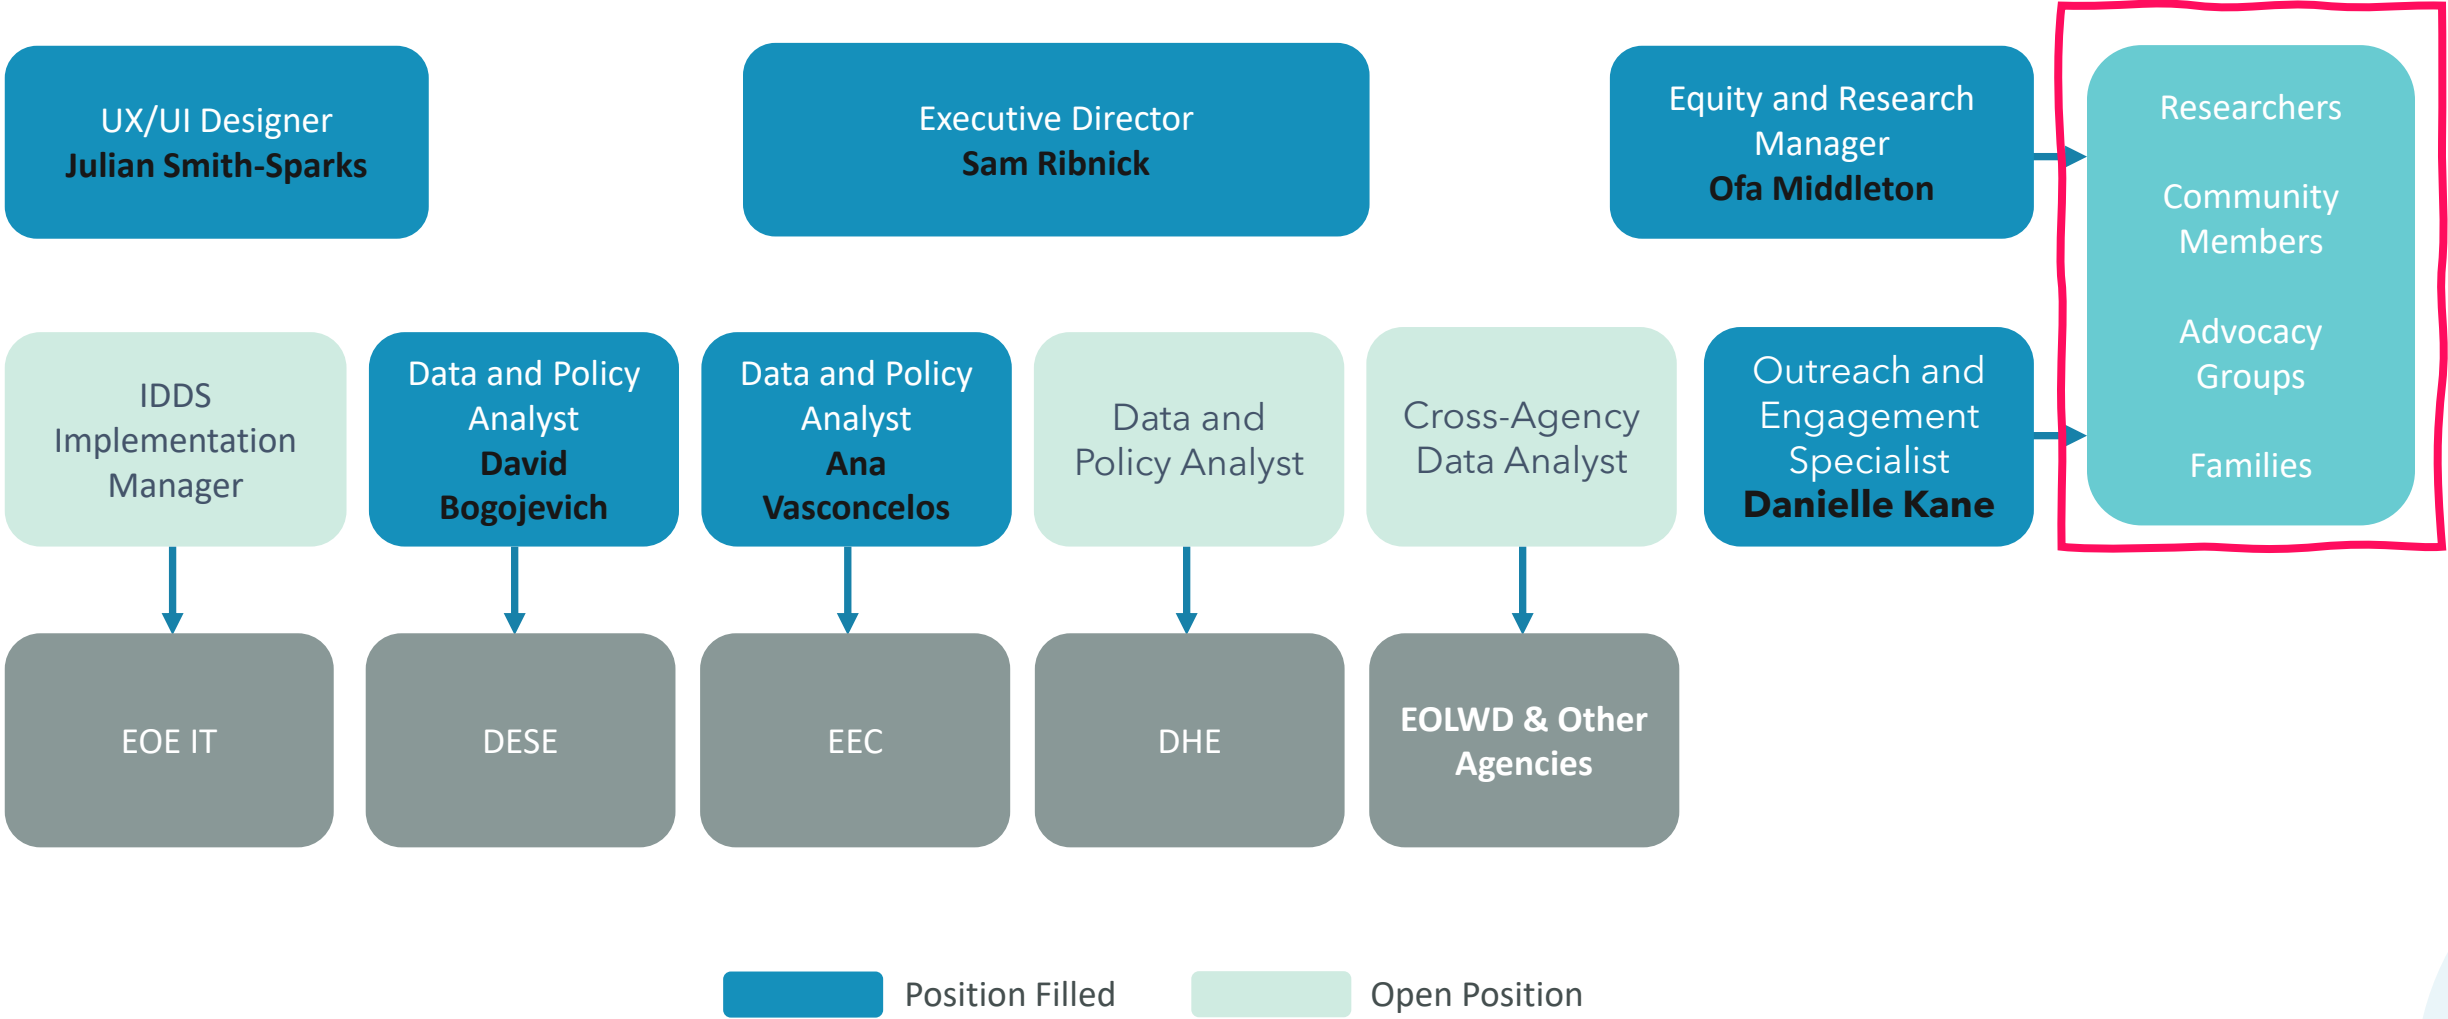 UX/UI Designer
Julian Smith-Sparks
Executive Director
Sam Ribnick
Equity and Research
Manager
Ofa Middleton
Researchers
Community
Members
Advocacy
Groups
Families
IDDS
Implementation
Manager
Data and Policy
Analyst
David
Bogojevich
Data and Policy
Analyst
Ana
Vasconcelos
Data and
Policy Analyst
Cross-Agency
Data Analyst
Outreach and
Engagement
Specialist
Danielle Kane
EOE IT
DESE
EEC
DHE
EOLWD & Other
Agencies
Position Filled
Open Position